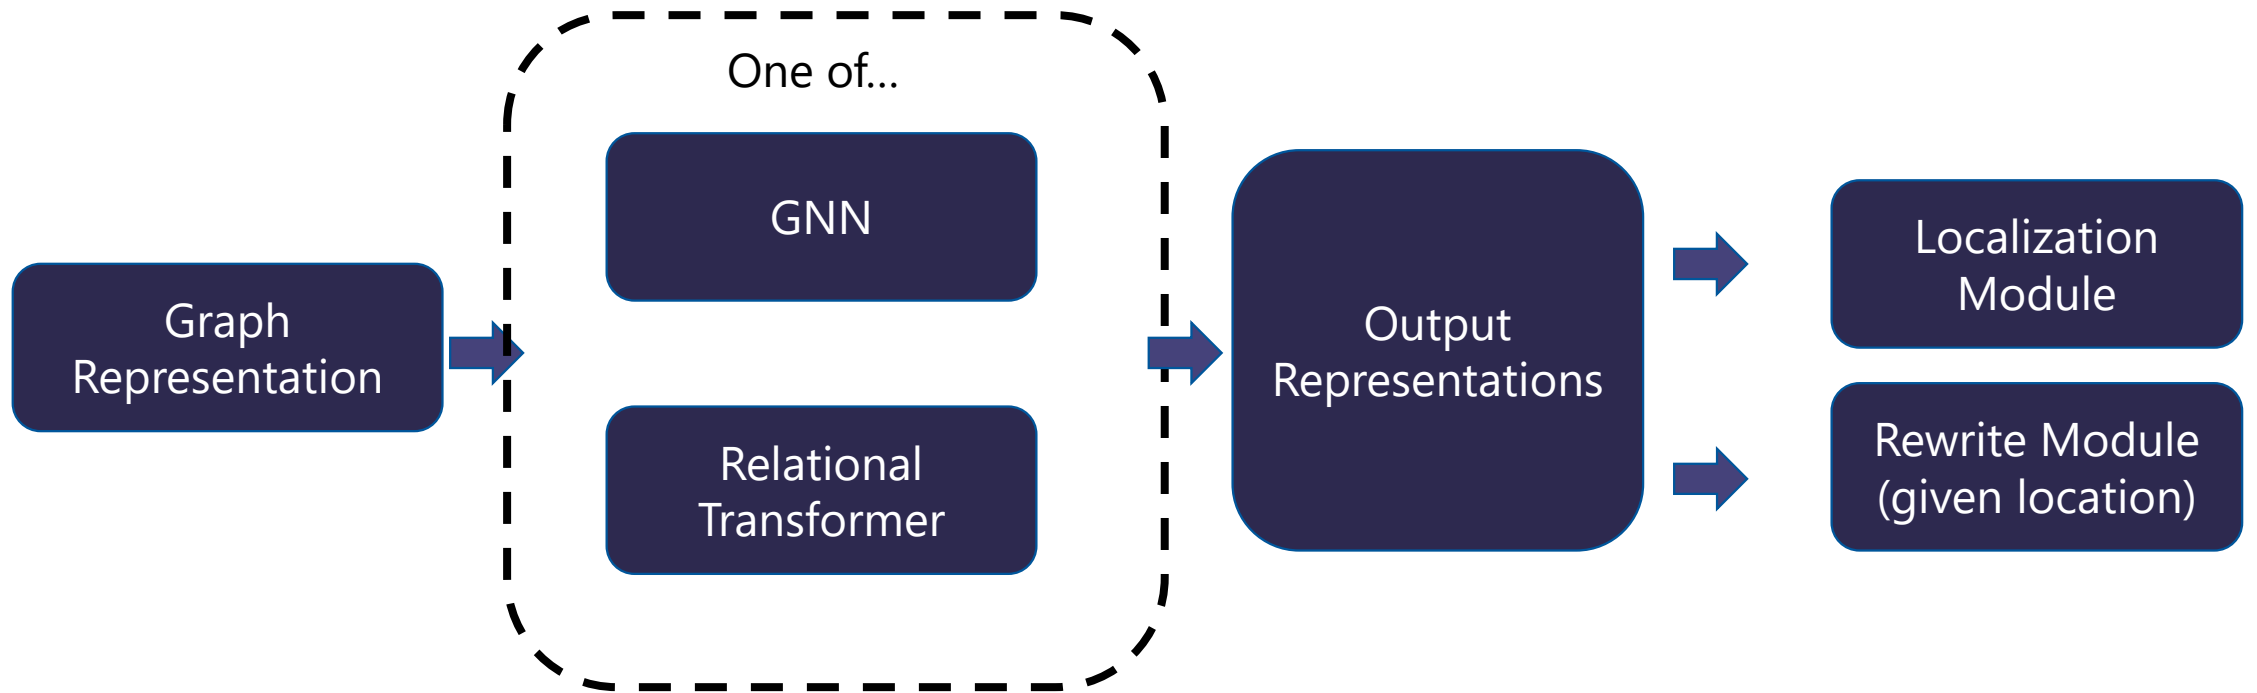 Graph
Representation
One of...
GNN
Relational
Transformer
Output
Representations
Localization
Module
Rewrite Module
(given location)